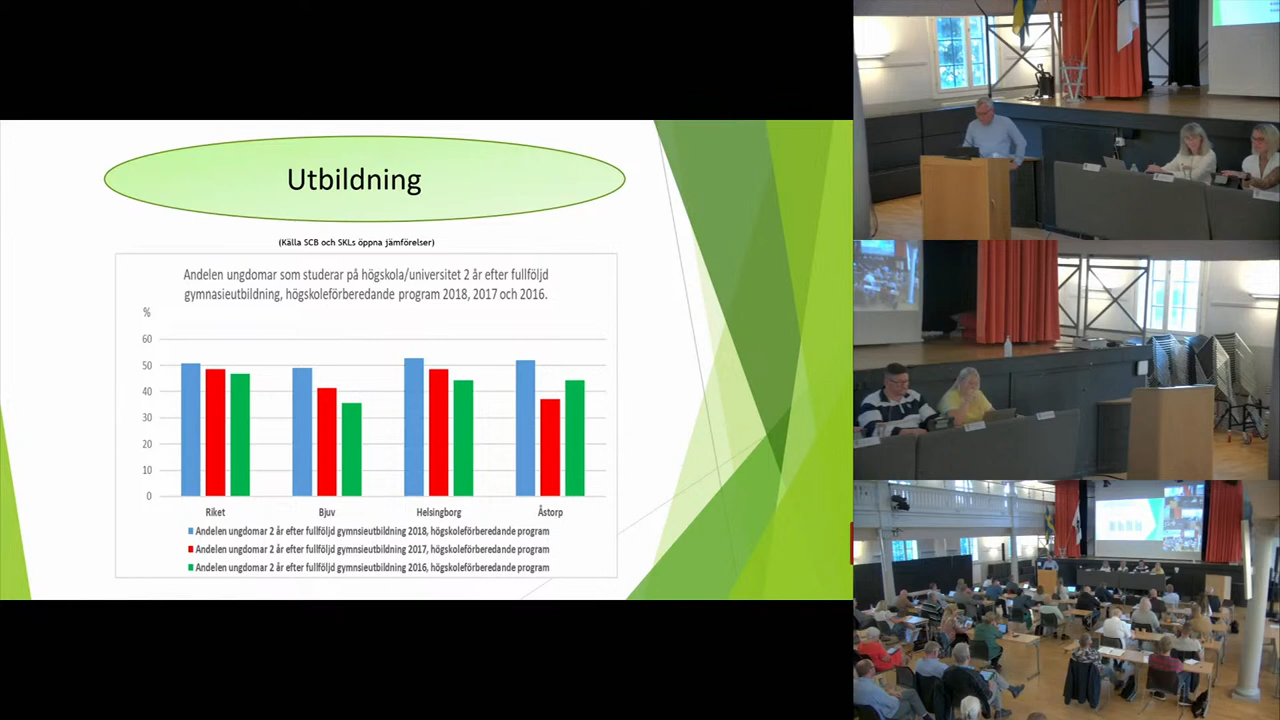 Utbildning
(Källa SCB och SKLs öppna jämförelser)
Andelen ungdomar som studerar på högskola/universitet 2 år efter fullföljd
gymnasieutbildning, högskoleförberedande program 2018, 2017 och 2016.
%
60
50
40
30
20
10
0
Riket Bjuv Helsingborg Åstorp
Andelen ungdomar 2 år efter fullföljd gymnsieutbildning 2018, högskoleförberedande program
Andelen ungdomar 2 år efter fullföljd gymnsieutbildning 2017, högskoleförberedande program
Andelen ungdomar 2 år efter fullföljd gymnsieutbildning 2016, högskoleförberedande program